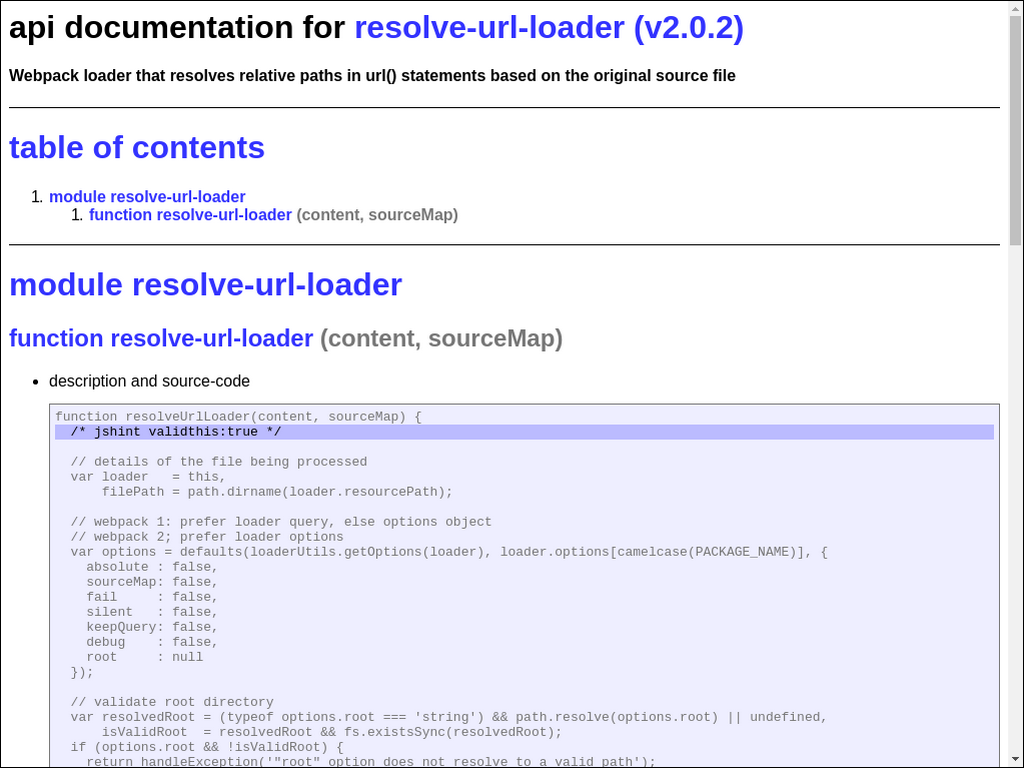 api documentation for resolve-url-loader (v2.0.2)
Webpack loader that resolves relative paths in url() statements based on the original source file
table of contents
1. module resolve-url-loader
1. function resolve-url-loader (content, sourceMap)
module resolve-url-loader
function resolve-url-loader (content, sourceMap)
• description and source-code
function resolveUrlLoader(content, sourceMap) {
  /* jshint validthis:true */
  // details of the file being processed
  var loader   = this,
      filePath = path.dirname(loader.resourcePath);
  // webpack 1: prefer loader query, else options object
  // webpack 2; prefer loader options
  var options = defaults(loaderUtils.getOptions(loader), loader.options[camelcase(PACKAGE_NAME)], {
    absolute : false,
    sourceMap: false,
    fail     : false,
    silent   : false,
    keepQuery: false,
    debug    : false,
    root     : null
  });
  // validate root directory
  var resolvedRoot = (typeof options.root === 'string') && path.resolve(options.root) || undefined,
      isValidRoot  = resolvedRoot && fs.existsSync(resolvedRoot);
  if (options.root && !isValidRoot) {
    return handleException('"root" option does not resolve to a valid path');